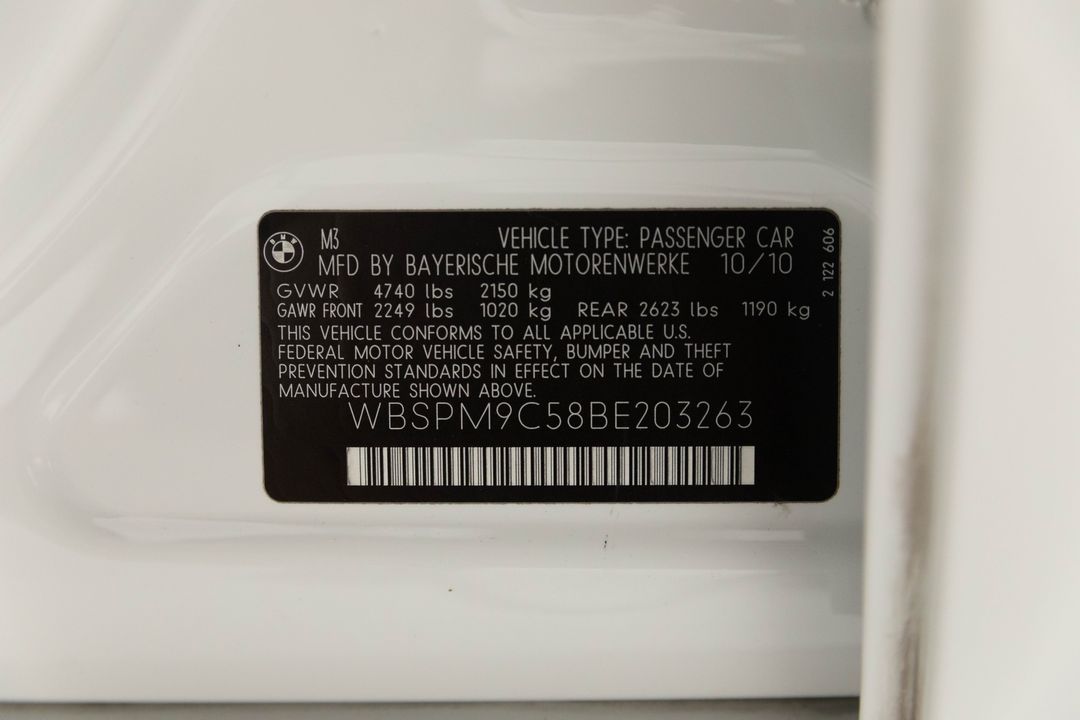 BMW
M3 VEHICLE TYPE: PASSENGER CAR
MFD BY BAYERISCHE MOTORENWERKE 10/10
GVWR 4740 lbs 2150 kg
GAWR FRONT 2249 lbs 1020 kg REAR 2623 lbs 1190 kg
THIS VEHICLE CONFORMS TO ALL APPLICABLE U.S.
FEDERAL MOTOR VEHICLE SAFETY, BUMPER AND THEFT
PREVENTION STANDARDS IN EFFECT ON THE DATE OF
MANUFACTURE SHOWN ABOVE.
WBSPM9C58BE203263
2 122 606